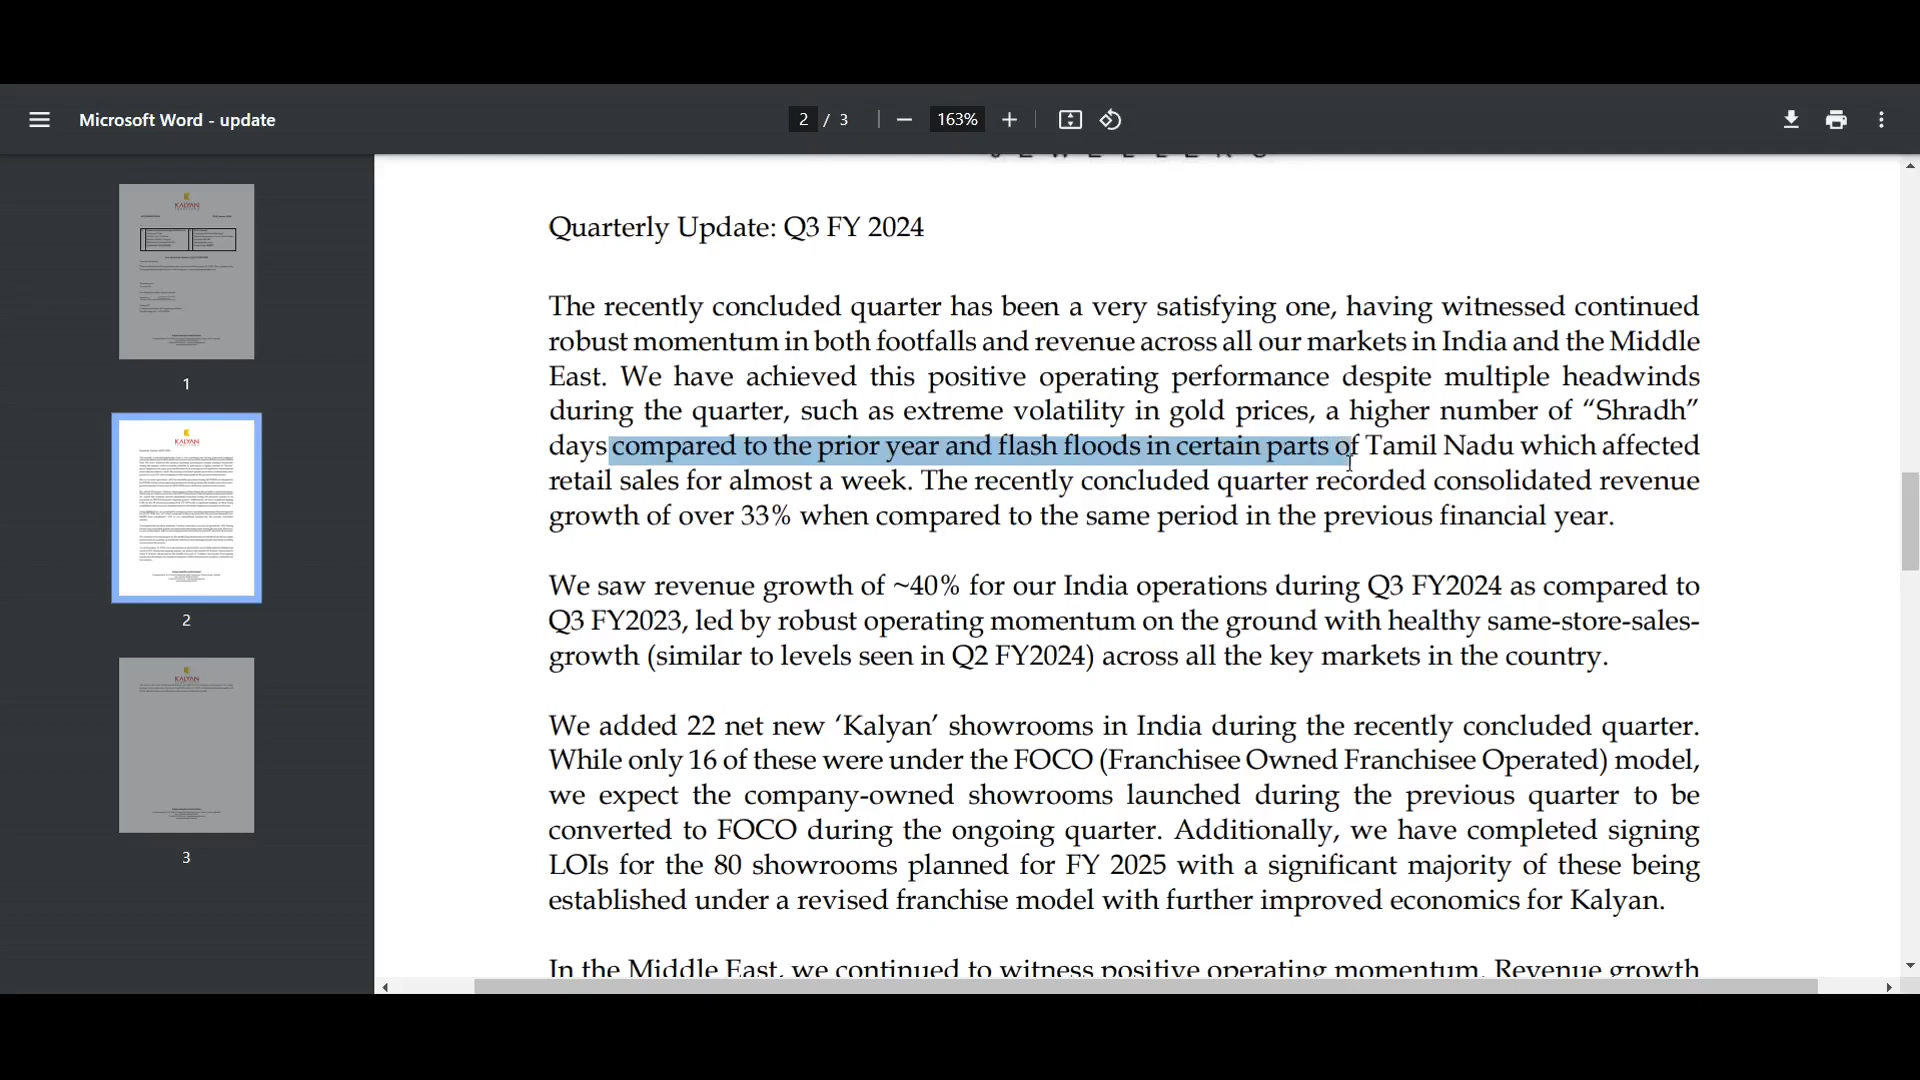 Microsoft Word - update
2 / 3
163%
KALYAN
1
KALYAN
2
KALYAN
3
JEWELLERS
Quarterly Update: Q3 FY 2024
The recently concluded quarter has been a very satisfying one, having witnessed continued
robust momentum in both footfalls and revenue across all our markets in India and the Middle
East. We have achieved this positive operating performance despite multiple headwinds
during the quarter, such as extreme volatility in gold prices, a higher number of “Shradh”
days compared to the prior year and flash floods in certain parts of Tamil Nadu which affected
retail sales for almost a week. The recently concluded quarter recorded consolidated revenue
growth of over 33% when compared to the same period in the previous financial year.
We saw revenue growth of ~40% for our India operations during Q3 FY2024 as compared to
Q3 FY2023, led by robust operating momentum on the ground with healthy same-store-sales-
growth (similar to levels seen in Q2 FY2024) across all the key markets in the country.
We added 22 net new ‘Kalyan’ showrooms in India during the recently concluded quarter.
While only 16 of these were under the FOCO (Franchisee Owned Franchisee Operated) model,
we expect the company-owned showrooms launched during the previous quarter to be
converted to FOCO during the ongoing quarter. Additionally, we have completed signing
LOIs for the 80 showrooms planned for FY 2025 with a significant majority of these being
established under a revised franchise model with further improved economics for Kalyan.
In the Middle East, we continued to witness positive operating momentum. Revenue growth